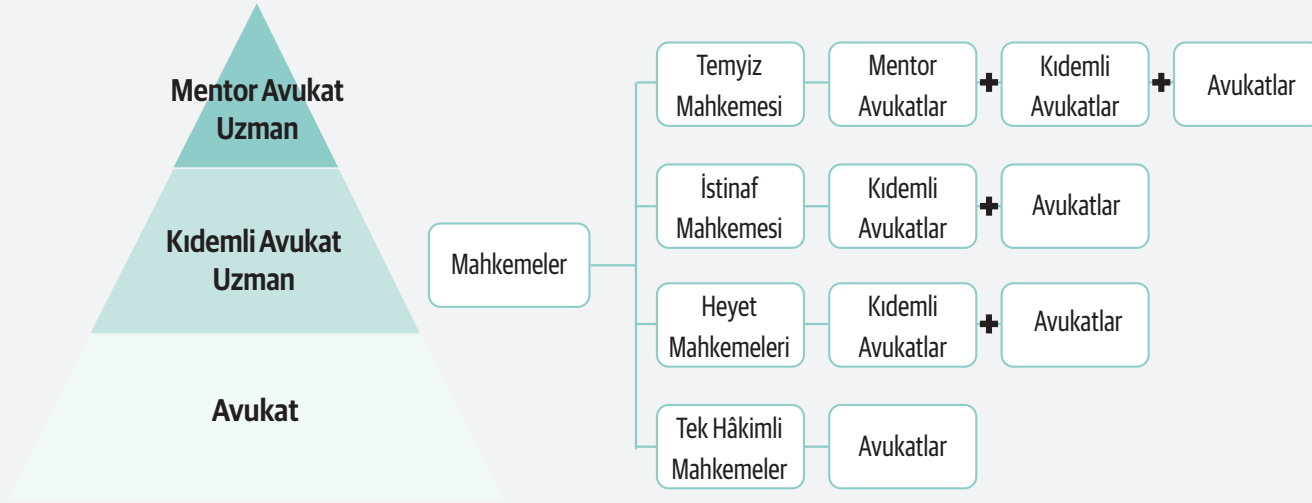 Mentor Avukat
Uzman
Kıdemli Avukat
Uzman
Avukat
Mahkemeler
Temyiz
Mahkemesi
Mentor
Avukatlar
+
Kıdemli
Avukatlar
+
Avukatlar
İstinaf
Mahkemesi
Kıdemli
Avukatlar
+
Avukatlar
Heyet
Mahkemeleri
Kıdemli
Avukatlar
+
Avukatlar
Tek Hâkimli
Mahkemeler
Avukatlar